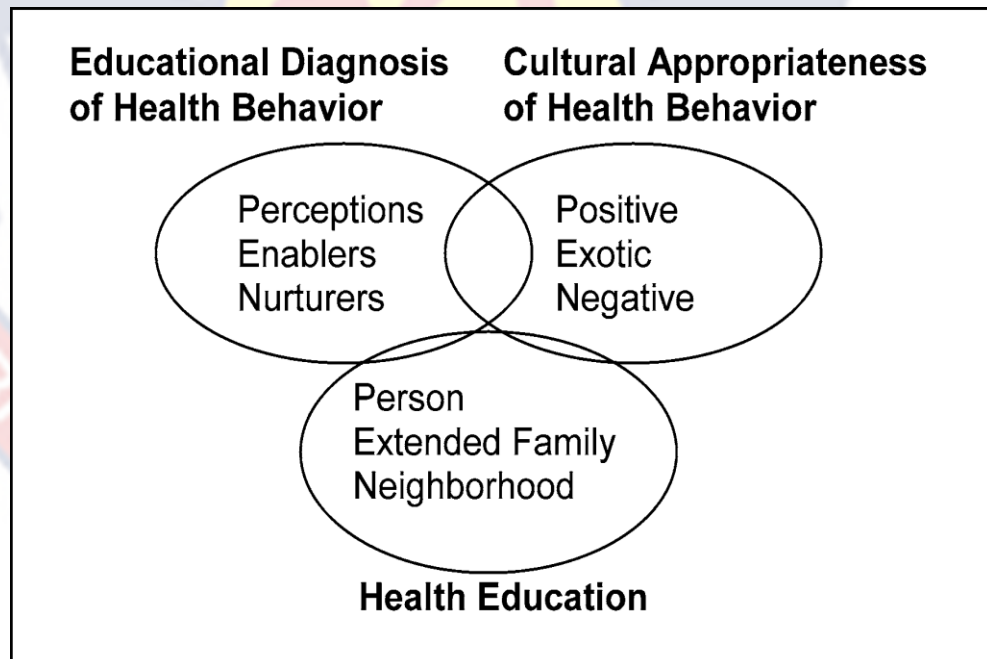 Educational Diagnosis
of Health Behavior
Cultural Appropriateness
of Health Behavior
Perceptions
Enablers
Nurturers
Positive
Exotic
Negative
Person
Extended Family
Neighborhood
Health Education